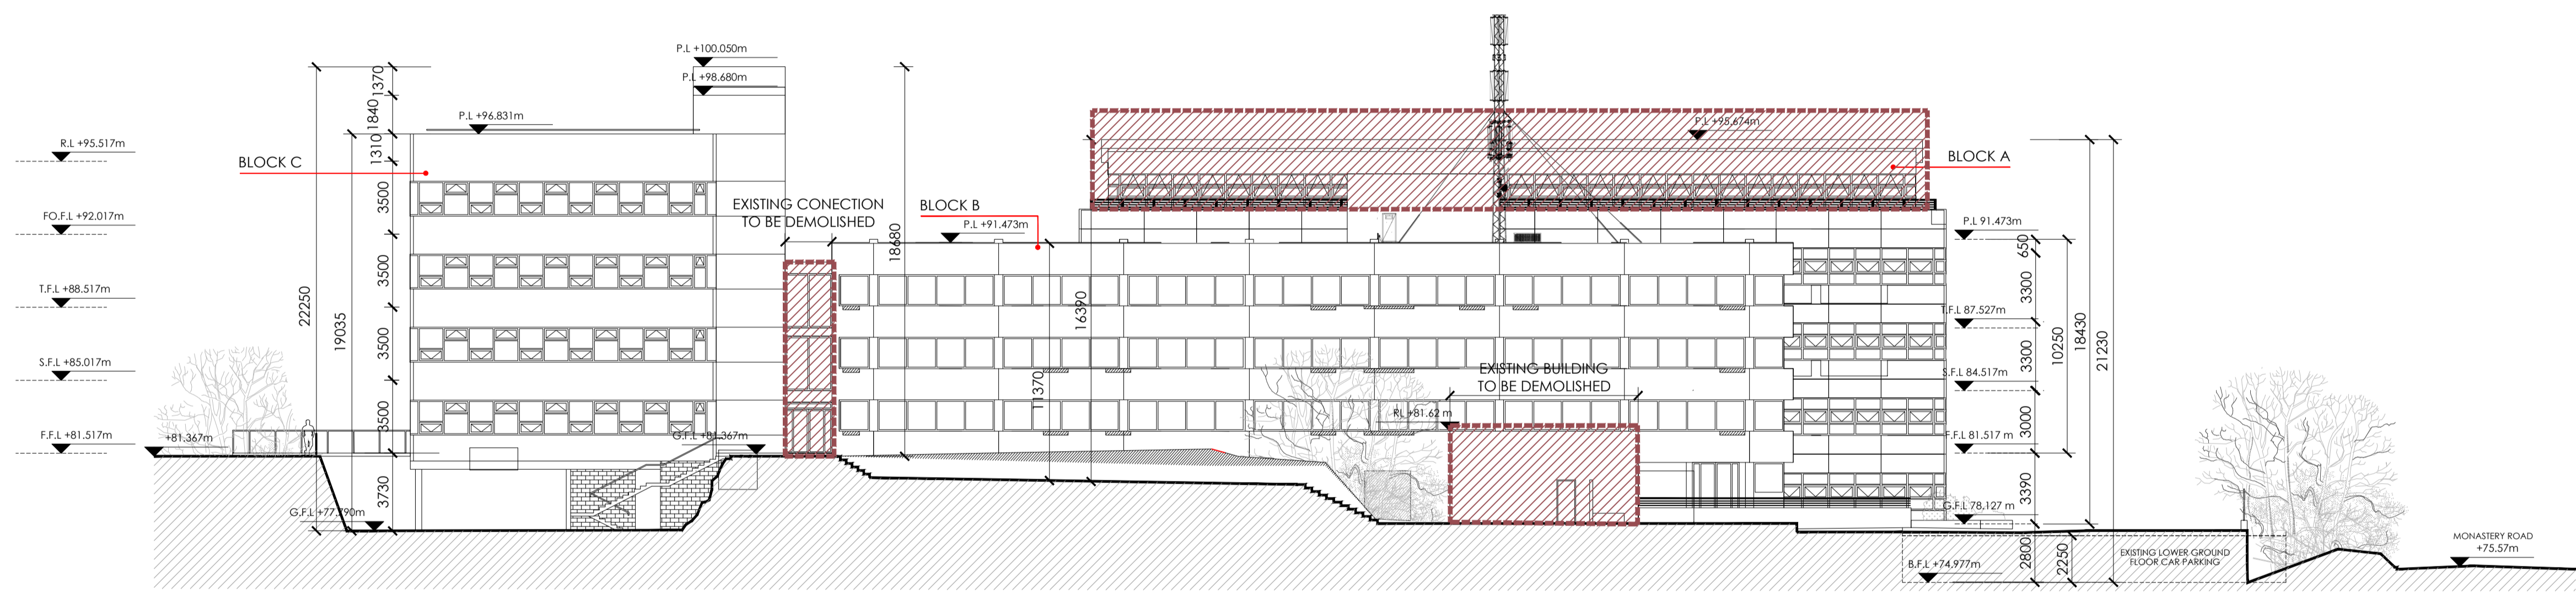 P.L +100.050m
P.L +98.680m
P.L +96.831m
P.L +95.674m
R.L +95.517m
BLOCK C
BLOCK A
EXISTING CONECTION
TO BE DEMOLISHED
BLOCK B
P.L +91.473m
P.L 91.473m
FO.F.L +92.017m
T.F.L +88.517m
T.F.L 87.527m
S.F.L +85.017m
S.F.L 84.517m
EXISTING BUILDING
TO BE DEMOLISHED
RL +81.62 m
F.F.L +81.517m
+81.367m
G.F.L +81.367m
F.F.L 81.517 m
G.F.L +77.790m
G.F.L 78.127 m
B.F.L +74.977m
EXISTING LOWER GROUND
FLOOR CAR PARKING
MONASTERY ROAD
+75.57m
22250
19035
1370
1840
1310
3500
3500
3500
3500
3730
18680
11370
16390
650
3300
3300
3000
3390
2800
2250
10250
18430
21230